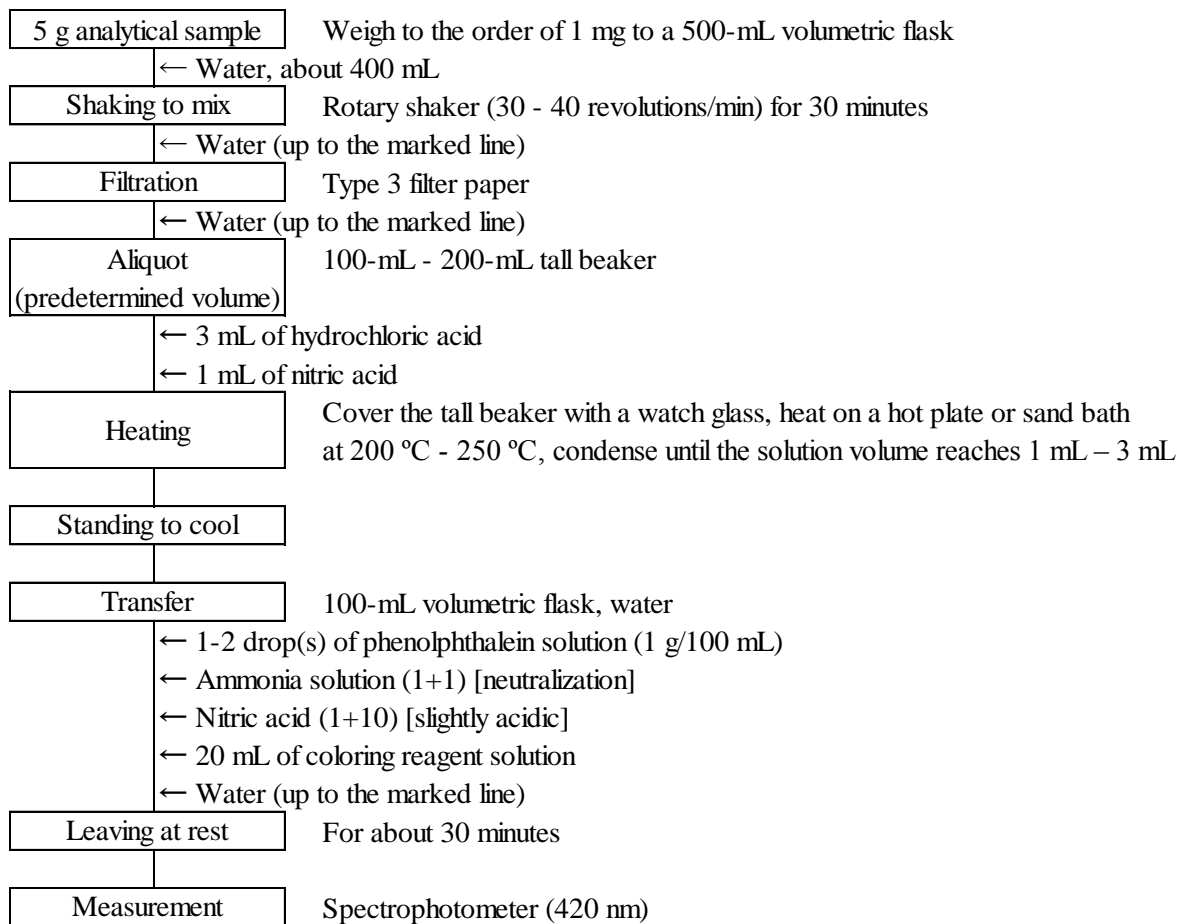 5 g analytical sample Weigh to the order of 1 mg to a 500-mL volumetric flask
← Water, about 400 mL
Shaking to mix Rotary shaker (30 - 40 revolutions/min) for 30 minutes
← Water (up to the marked line)
Filtration Type 3 filter paper
← Water (up to the marked line)
Aliquot 100-mL - 200-mL tall beaker
(predetermined volume)
← 3 mL of hydrochloric acid
← 1 mL of nitric acid
Cover the tall beaker with a watch glass, heat on a hot plate or sand bath
Heating
at 200 ºC - 250 ºC, condense until the solution volume reaches 1 mL – 3 mL
Standing to cool
Transfer 100-mL volumetric flask, water
← 1-2 drop(s) of phenolphthalein solution (1 g/100 mL)
← Ammonia solution (1+1) [neutralization]
← Nitric acid (1+10) [slightly acidic]
← 20 mL of coloring reagent solution
← Water (up to the marked line)
Leaving at rest For about 30 minutes
Measurement Spectrophotometer (420 nm)